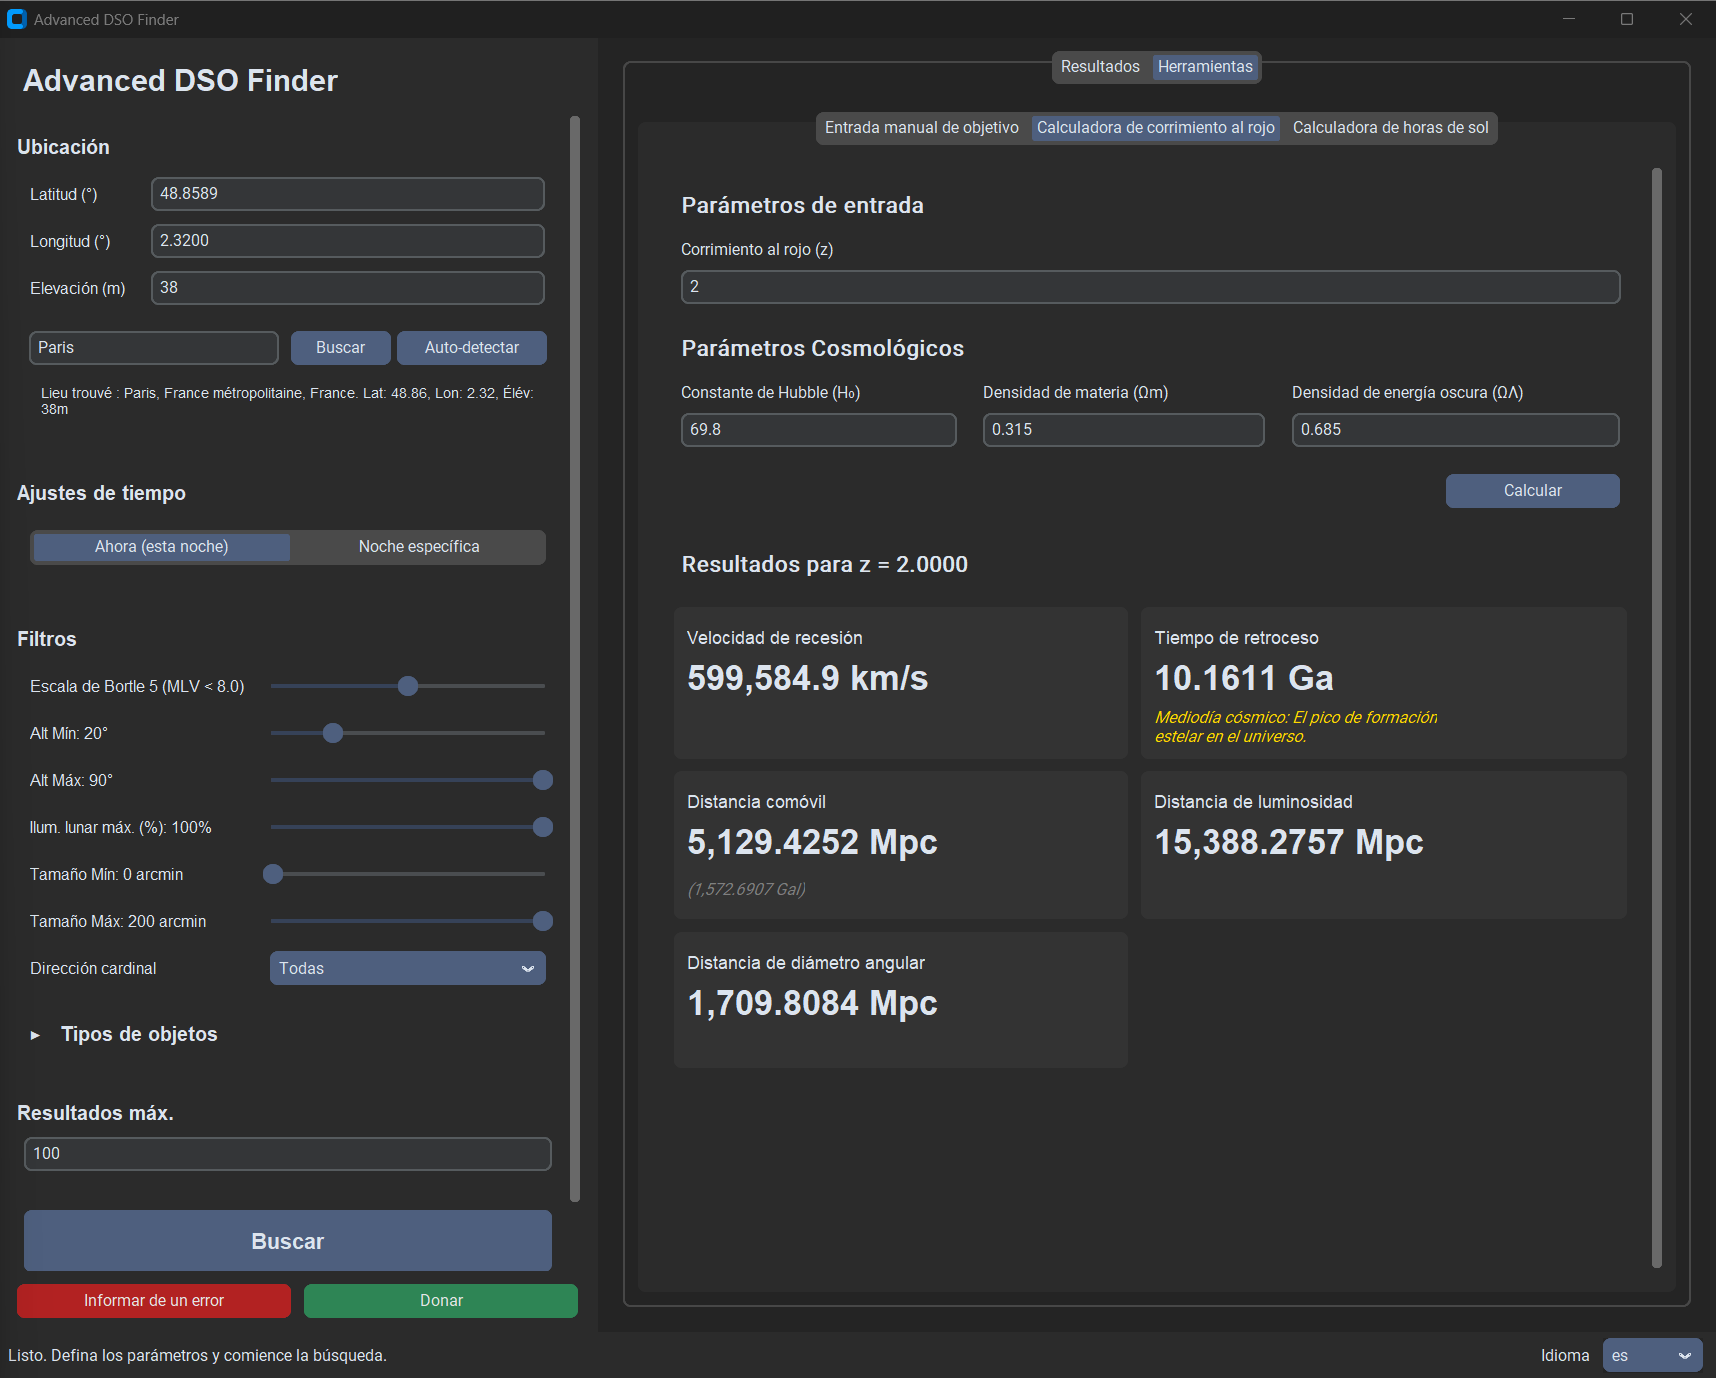 Advanced DSO Finder
Advanced DSO Finder
Ubicación
Latitud (°)
48.8589
Longitud (°)
2.3200
Elevación (m)
38
Paris
Buscar
Auto-detectar
Lieu trouvé : Paris, France métropolitaine, France. Lat: 48.86, Lon: 2.32, Élév:
38m
Ajustes de tiempo
Ahora (esta noche)
Noche específica
Filtros
Escala de Bortle 5 (MLV < 8.0)
Alt Mín: 20°
Alt Máx: 90°
Ilum. lunar máx. (%): 100%
Tamaño Mín: 0 arcmin
Tamaño Máx: 200 arcmin
Dirección cardinal
Todas
▸ Tipos de objetos
Resultados máx.
100
Buscar
Informar de un error
Donar
Resultados
Herramientas
Entrada manual de objetivo
Calculadora de corrimiento al rojo
Calculadora de horas de sol
Parámetros de entrada
Corrimiento al rojo (z)
2
Parámetros Cosmológicos
Constante de Hubble (H₀)
Densidad de materia (Ωm)
Densidad de energía oscura (ΩΛ)
69.8
0.315
0.685
Calcular
Resultados para z = 2.0000
Velocidad de recesión
599,584.9 km/s
Tiempo de retroceso
10.1611 Ga
Mediodía cósmico: El pico de formación
estelar en el universo.
Distancia comóvil
5,129.4252 Mpc
(1,572.6907 Gal)
Distancia de luminosidad
15,388.2757 Mpc
Distancia de diámetro angular
1,709.8084 Mpc
Listo. Defina los parámetros y comience la búsqueda.
Idioma
es